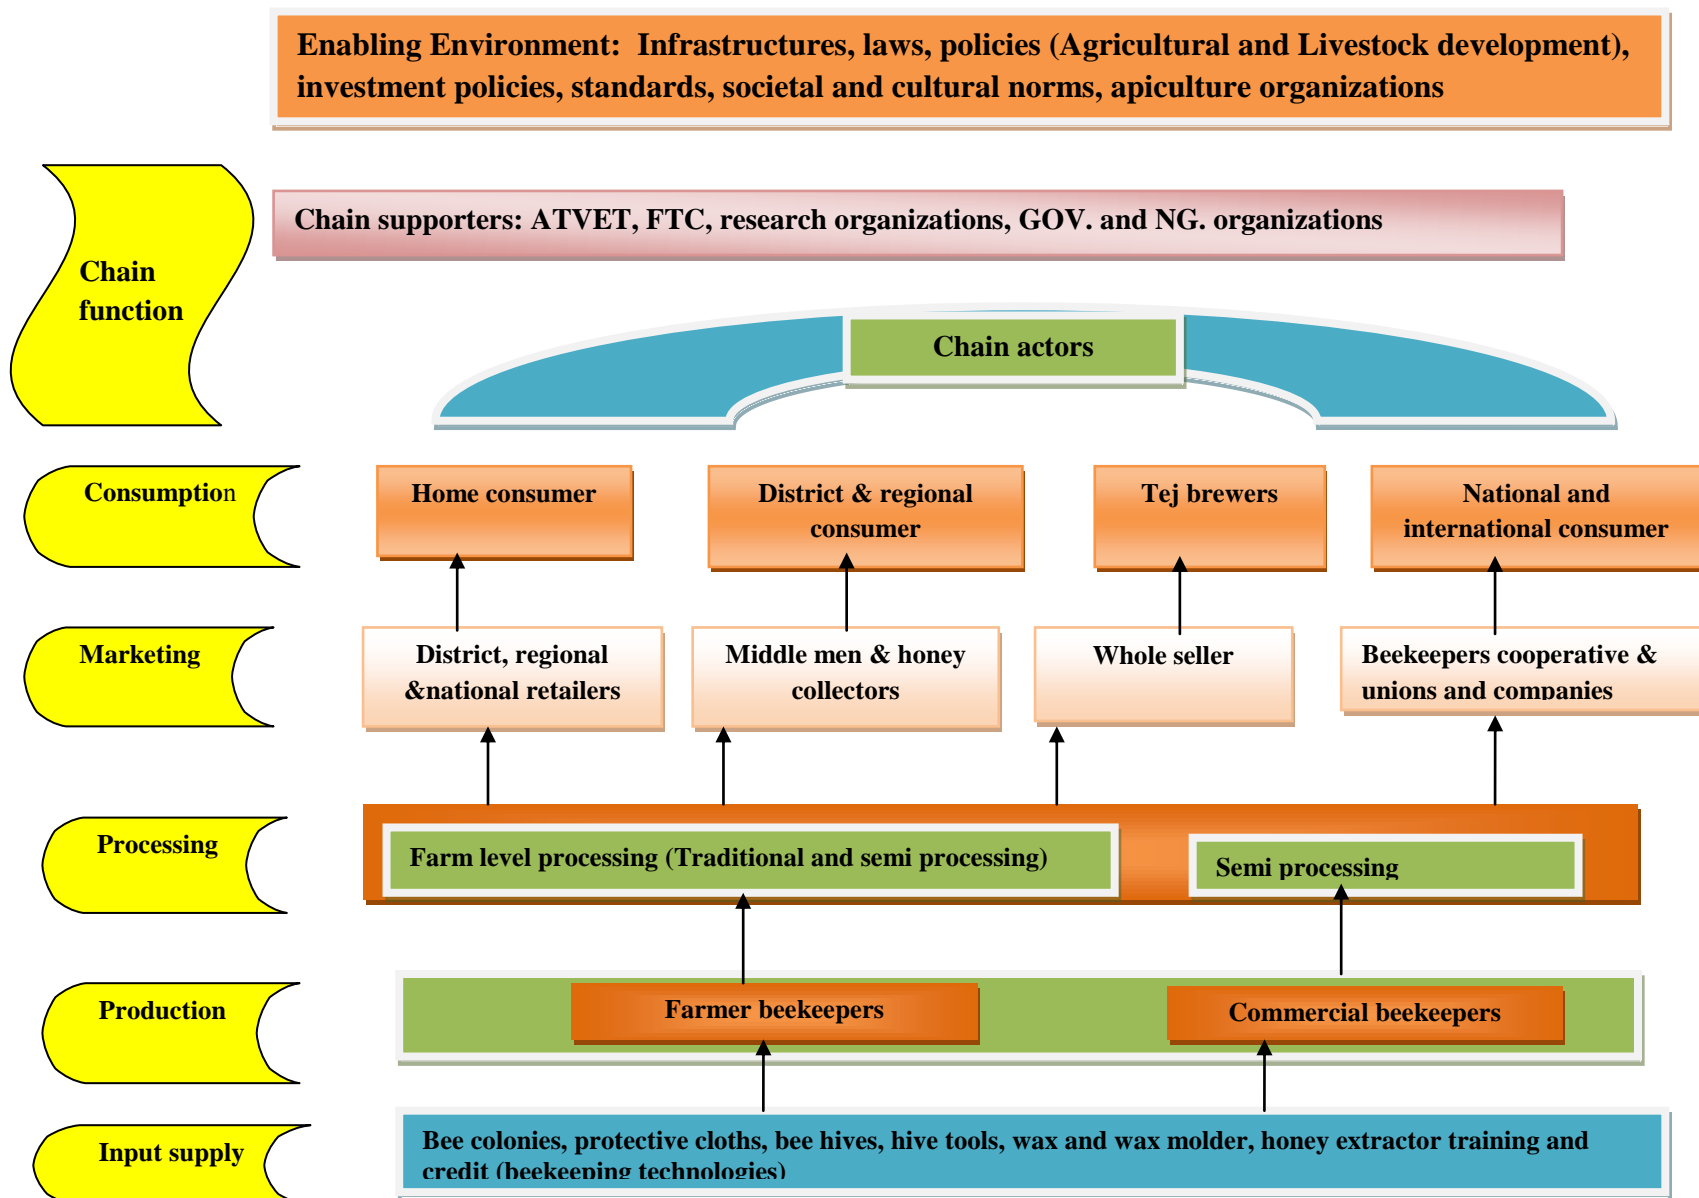 Enabling Environment: Infrastructures, laws, policies (Agricultural and Livestock development),
investment policies, standards, societal and cultural norms, apiculture organizations
Chain supporters: ATVET, FTC, research organizations, GOV. and NG. organizations
Chain
function
Chain actors
Consumption
Home consumer
District & regional
consumer
Tej brewers
National and
international consumer
Marketing
District, regional
&national retailers
Middle men & honey
collectors
Whole seller
Beekeepers cooperative &
unions and companies
Processing
Farm level processing (Traditional and semi processing)
Semi processing
Production
Farmer beekeepers
Commercial beekeepers
Input supply
Bee colonies, protective cloths, bee hives, hive tools, wax and wax molder, honey extractor training and
credit (beekeeping technologies)